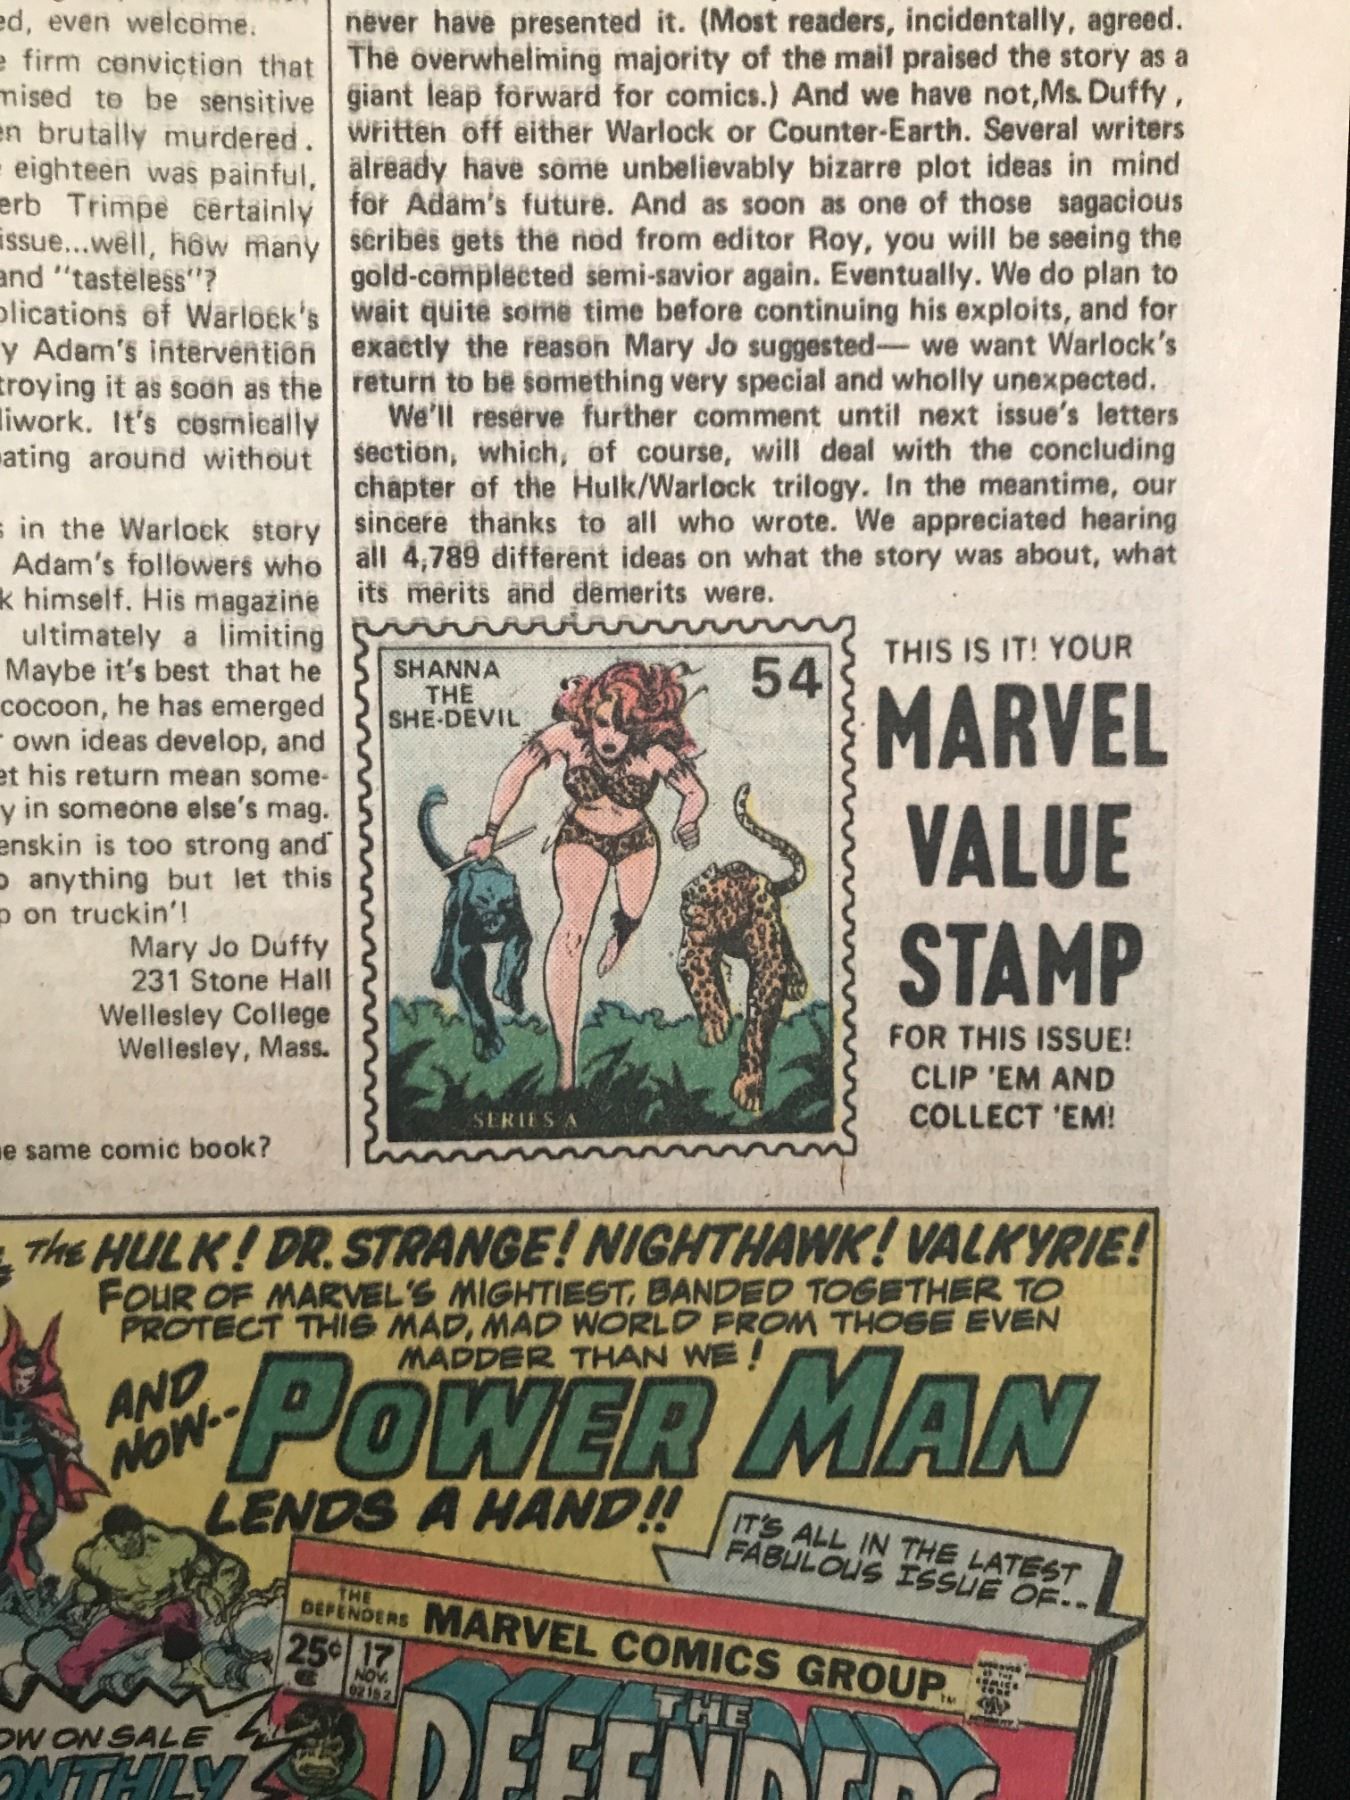 ed, even welcome.
firm conviction that
mised to be sensitive
en brutally murdered.
eighteen was painful,
erb Trimpe certainly
issue...well, how many
and "tasteless"?
plications of Warlock's
y Adam's intervention
troying it as soon as the
liwork. It's cosmically
pating around without
s in the Warlock story
Adam's followers who
k himself. His magazine
ultimately a limiting
Maybe it's best that he
cocoon, he has emerged
r own ideas develop, and
et his return mean some-
y in someone else's mag.
enskin is too strong and
o anything but let this
p on truckin'!
Mary Jo Duffy
231 Stone Hall
Wellesley College
Wellesley, Mass.
he same comic book?
never have presented it. (Most readers, incidentally, agreed.
The overwhelming majority of the mail praised the story as a
giant leap forward for comics.) And we have not,Ms. Duffy ,
written off either Warlock or Counter-Earth. Several writers
already have some unbelievably bizarre plot ideas in mind
for Adam's future. And as soon as one of those sagacious
scribes gets the nod from editor Roy, you will be seeing the
gold-complected semi-savior again. Eventually. We do plan to
wait quite some time before continuing his exploits, and for
exactly the reason Mary Jo suggested— we want Warlock's
return to be something very special and wholly unexpected.
We'll reserve further comment until next issue's letters
section, which, of course, will deal with the concluding
chapter of the Hulk/Warlock trilogy. In the meantime, our
sincere thanks to all who wrote. We appreciated hearing
all 4,789 different ideas on what the story was about, what
its merits and demerits were.
SHANNA
THE
SHE-DEVIL
54
SERIES A
THIS IS IT! YOUR
MARVEL
VALUE
STAMP
FOR THIS ISSUE!
CLIP 'EM AND
COLLECT 'EM!
THE HULK! DR. STRANGE! NIGHTHAWK! VALKYRIE!
FOUR OF MARVEL'S MIGHTIEST, BANDED TOGETHER TO
PROTECT THIS MAD, MAD WORLD FROM THOSE EVEN
MADDER THAN WE!
AND
NOW--
POWER MAN
LENDS A HAND!!
IT'S ALL IN THE LATEST
FABULOUS ISSUE OF--
THE
DEFENDERS
MARVEL COMICS GROUP
TM
25¢
17
NOV.
02152
APPROVED
BY THE
COMICS
CODE
AUTHORITY
THE
DEFENDERS
OW ON SALE
ONTHLY